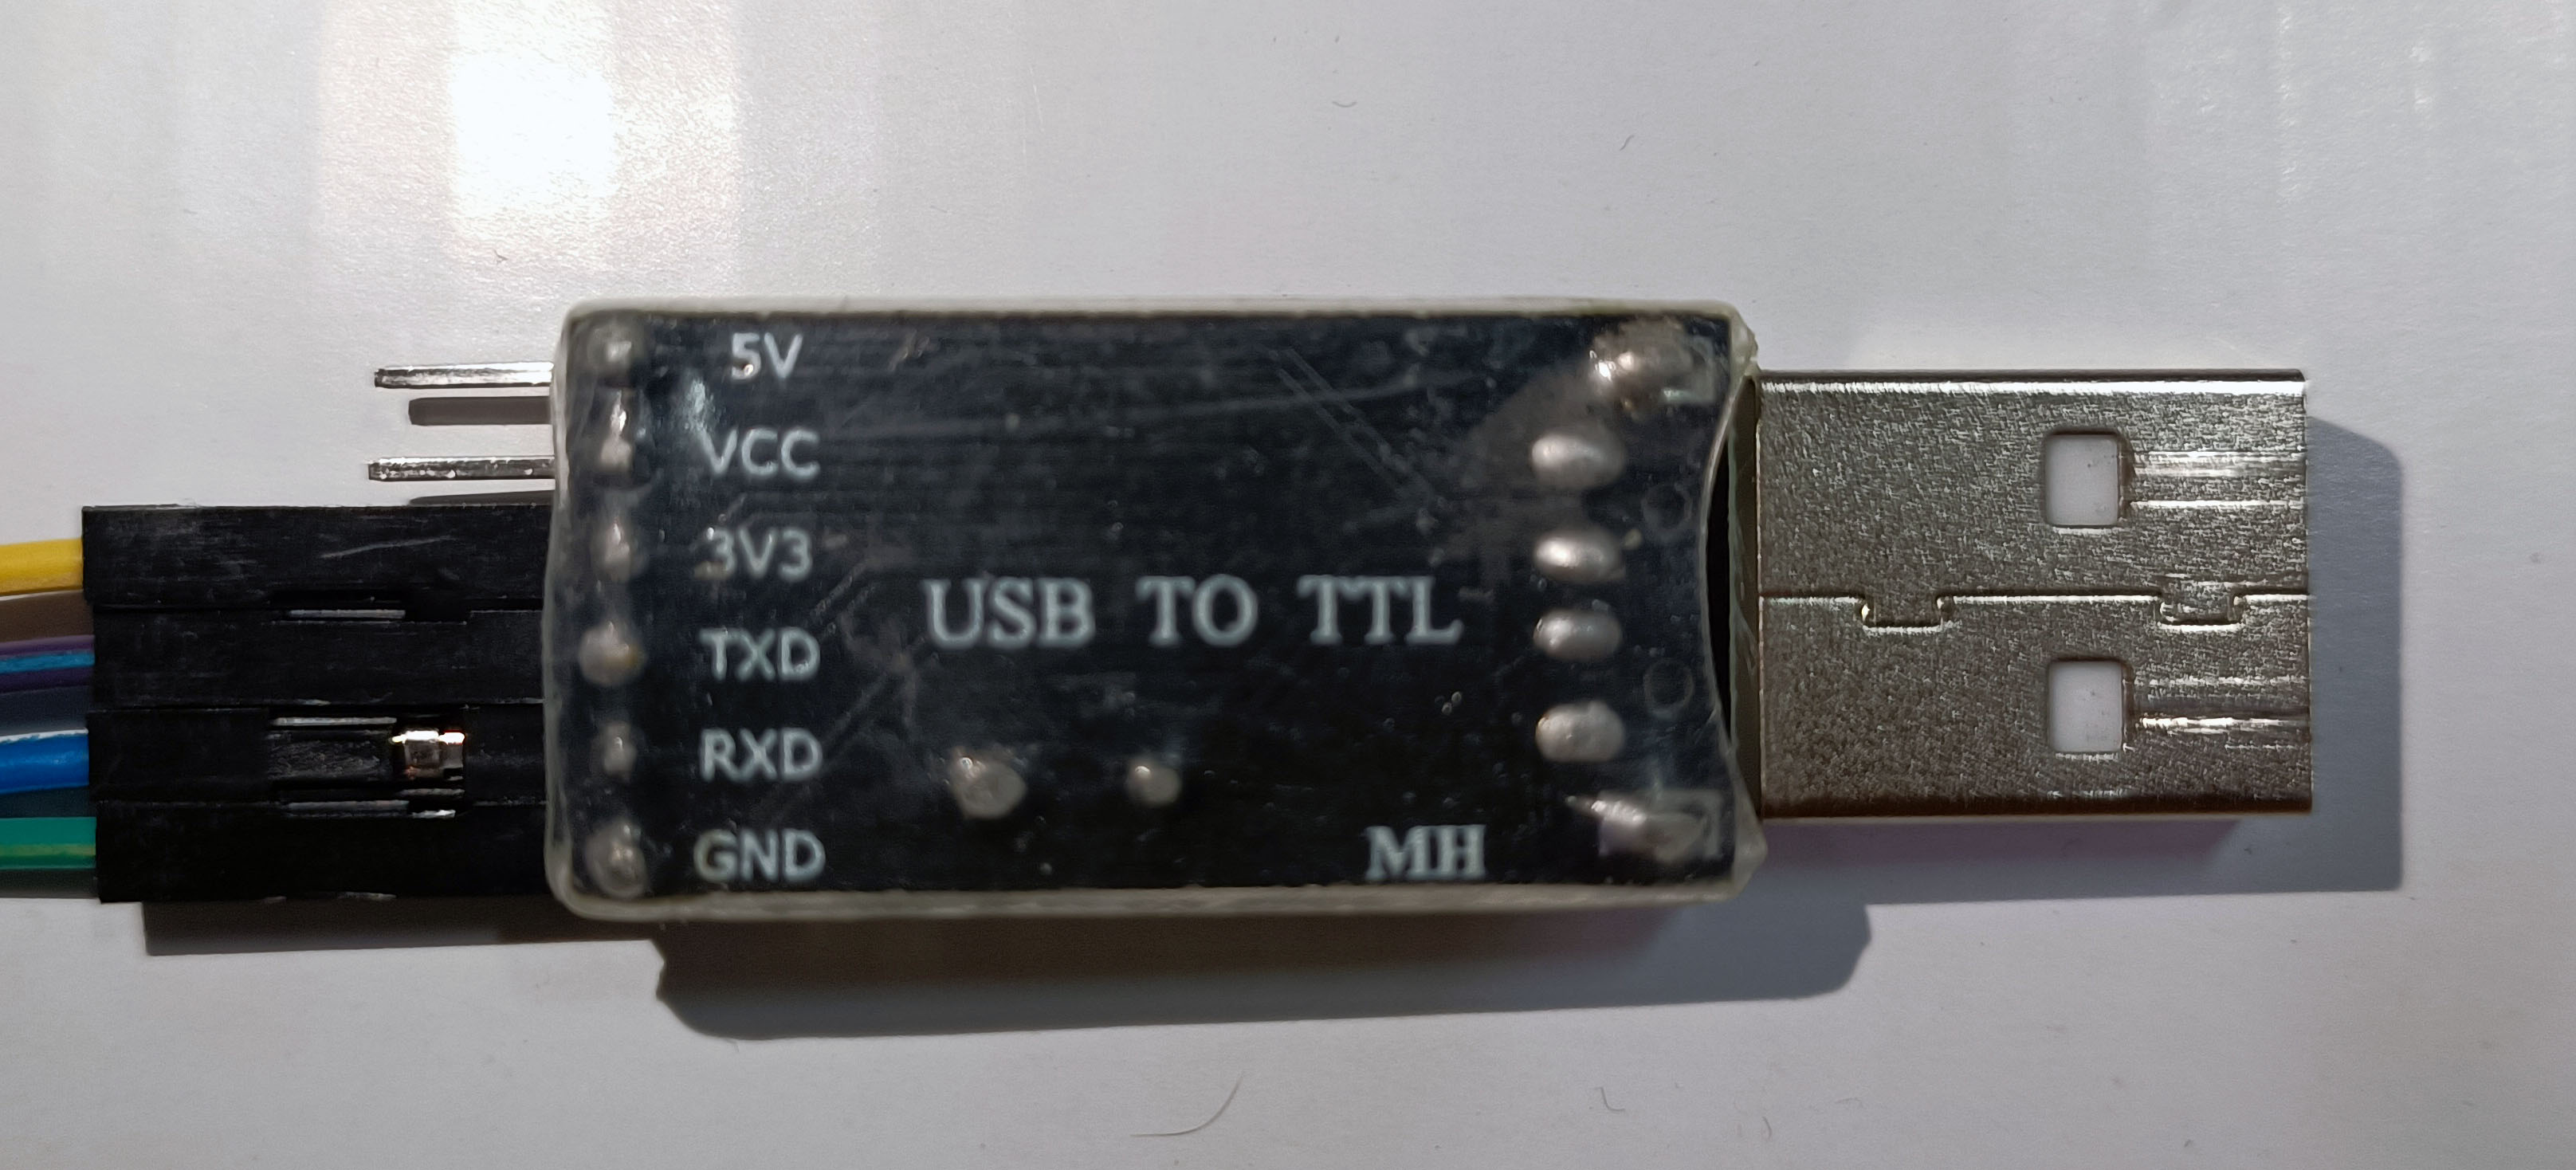 5V
VCC
3V3
TXD
RXD
GND
USB TO TTL
MH